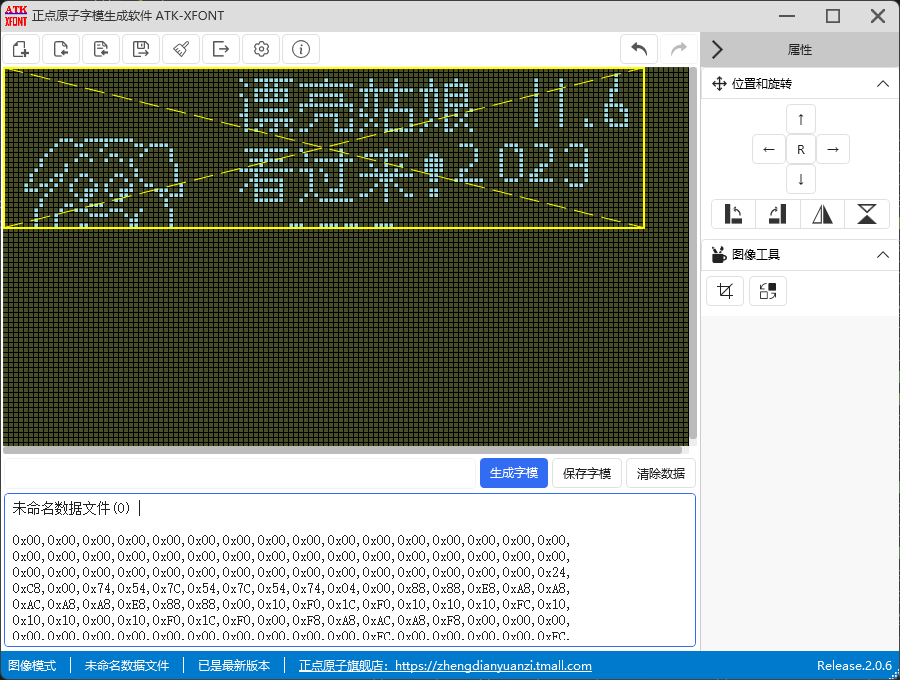 ATK
XFONT
正点原子字模生成软件 ATK-XFONT
属性
位置和旋转
↑
← R →
↓
图像工具
漂亮姑娘 11.6
看过来!2023
生成字模 保存字模 清除数据
未命名数据文件(0)
0x00,0x00,0x00,0x00,0x00,0x00,0x00,0x00,0x00,0x00,0x00,0x00,0x00,0x00,0x00,0x00,
0x00,0x00,0x00,0x00,0x00,0x00,0x00,0x00,0x00,0x00,0x00,0x00,0x00,0x00,0x00,0x00,
0x00,0x00,0x00,0x00,0x00,0x00,0x00,0x00,0x00,0x00,0x00,0x00,0x00,0x00,0x00,0x24,
0xC8,0x00,0x74,0x54,0x7C,0x54,0x7C,0x54,0x74,0x04,0x00,0x88,0x88,0xE8,0xA8,0xA8,
0xAC,0xA8,0xA8,0xE8,0x88,0x88,0x00,0x10,0xF0,0x1C,0xF0,0x10,0x10,0x10,0xFC,0x10,
0x10,0x10,0x00,0x10,0xF0,0x1C,0xF0,0x00,0xF8,0xA8,0xAC,0xA8,0xF8,0x00,0x00,0x00,
0x00,0x00,0x00,0x00,0x00,0x00,0x00,0x00,0x00,0x00,0x00,0x00,0x00,0x00,0x00,0xFC,
图像模式 未命名数据文件 已是最新版本 正点原子旗舰店：https://zhengdianyuanzi.tmall.com Release.2.0.6